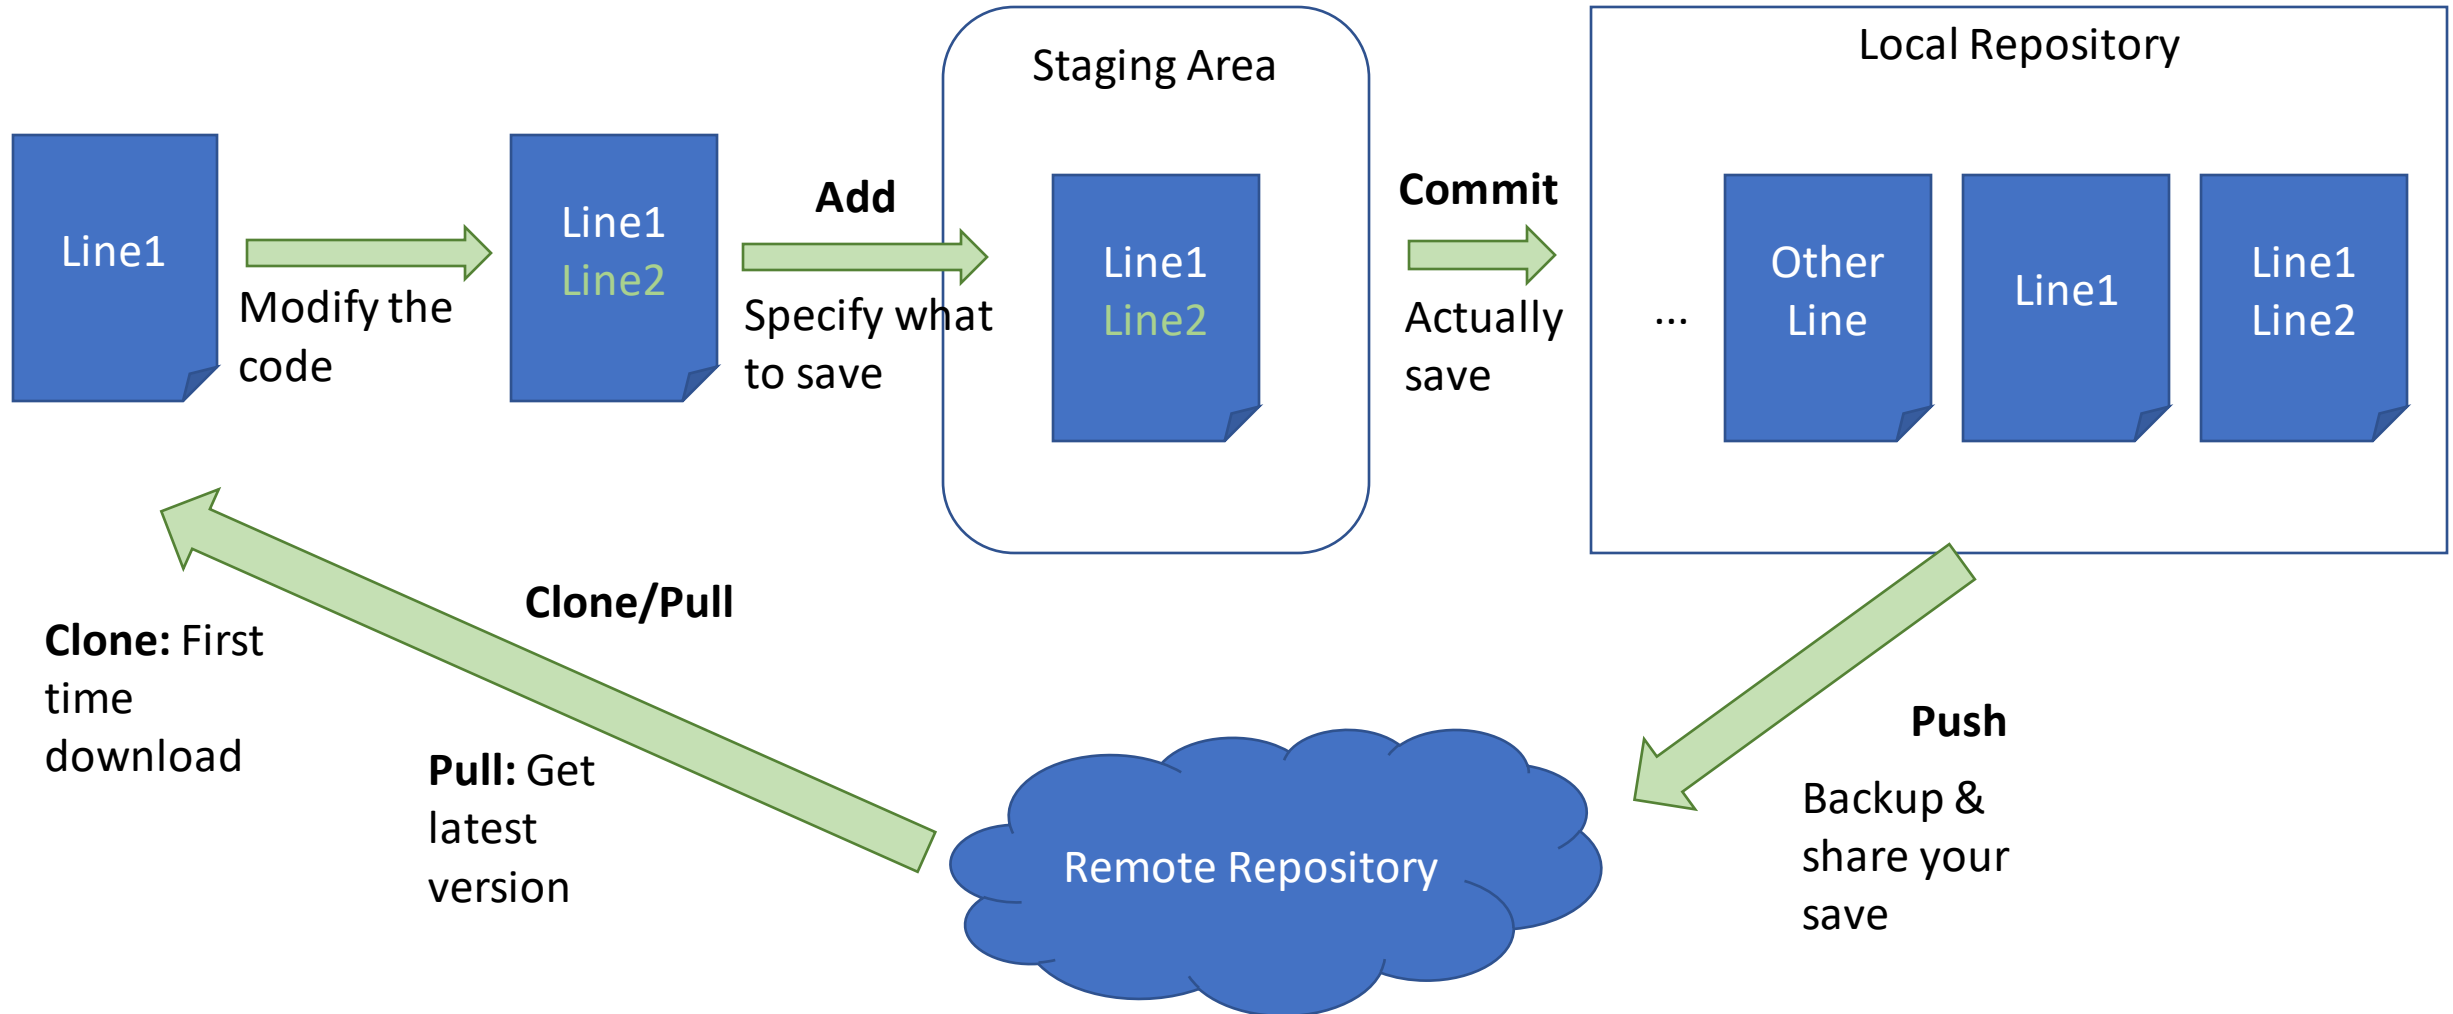 Line1
Modify the
code
Line1
Line2
Add
Specify what
to save
Staging Area
Line1
Line2
Commit
Actually
save
Local Repository
...
Other
Line
Line1
Line1
Line2
Clone/Pull
Clone: First
time
download
Pull: Get
latest
version
Remote Repository
Push
Backup &
share your
save